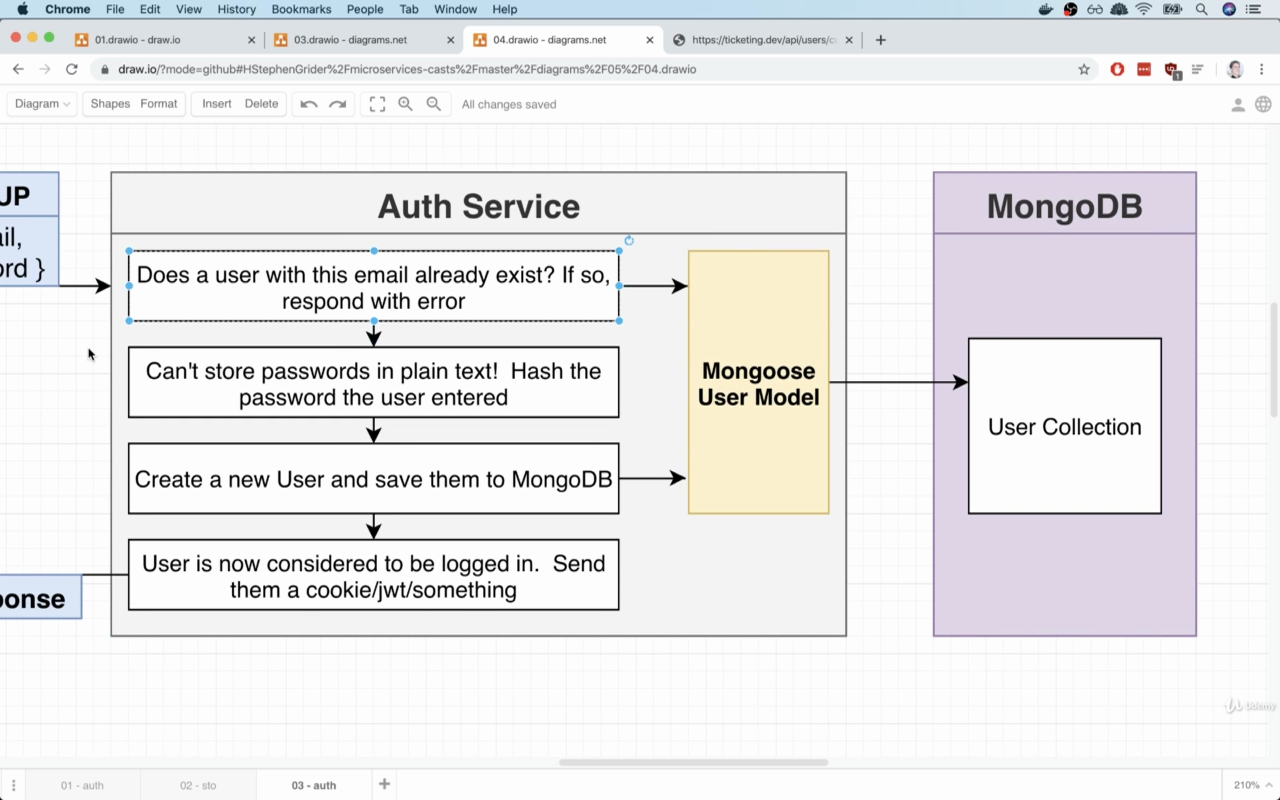 Chrome File Edit View History Bookmarks People Tab Window Help
01.drawio - draw.io
03.drawio - diagrams.net
04.drawio - diagrams.net
https://ticketing.dev/api/users/c
draw.io/?mode=github#HStephenGrider%2Fmicroservices-casts%2Fmaster%2Fdiagrams%2F05%2F04.drawio
Diagram Shapes Format Insert Delete All changes saved
UP
ail,
ord }
Auth Service
Does a user with this email already exist? If so,
respond with error
Can't store passwords in plain text! Hash the
password the user entered
Create a new User and save them to MongoDB
User is now considered to be logged in. Send
them a cookie/jwt/something
ponse
Mongoose
User Model
MongoDB
User Collection
Udemy
01 - auth 02 - sto 03 - auth
210%